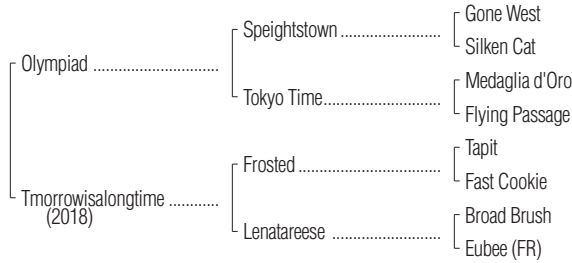 Gone West
Speightstown
Silken Cat
Olympiad
Medaglia d'Oro
Tokyo Time
Flying Passage
Tapit
Frosted
Fast Cookie
Tmorrowisalongtime
(2018)
Broad Brush
Lenatareese
Eubee (FR)